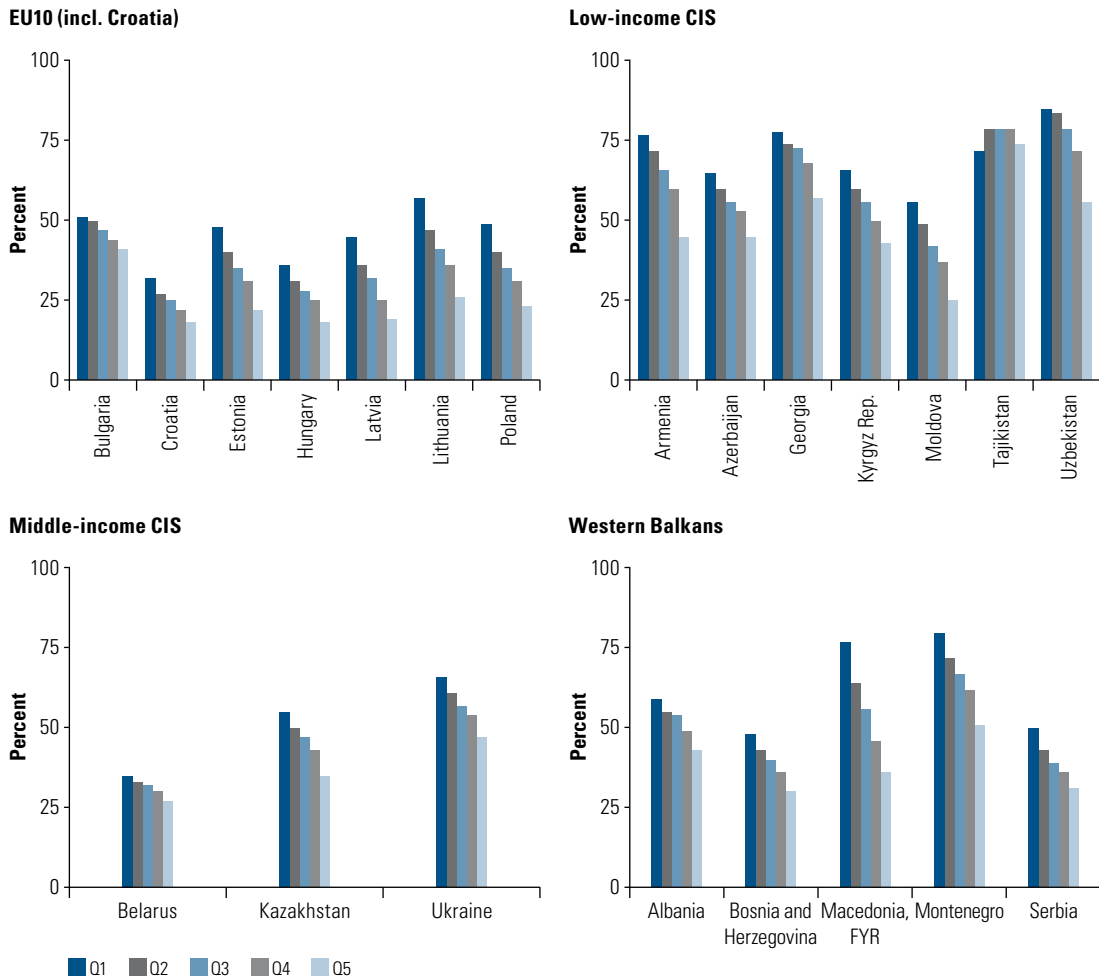 EU10 (incl. Croatia)
100
75
50
25
0
Percent
Bulgaria
Croatia
Estonia
Hungary
Latvia
Lithuania
Poland
Low-income CIS
100
75
50
25
0
Percent
Armenia
Azerbaijan
Georgia
Kyrgyz Rep.
Moldova
Tajikistan
Uzbekistan
Middle-income CIS
100
75
50
25
0
Percent
Belarus
Kazakhstan
Ukraine
Western Balkans
100
75
50
25
0
Percent
Albania
Bosnia and
Herzegovina
Macedonia,
FYR
Montenegro
Serbia
Q1 Q2 Q3 Q4 Q5